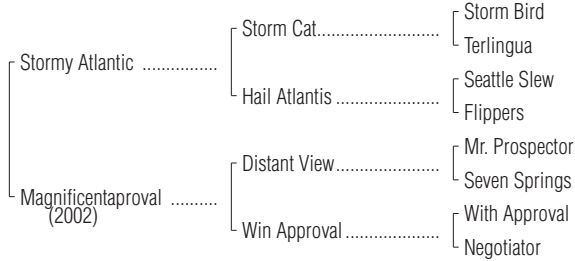 Storm Bird
Storm Cat
Terlingua
Stormy Atlantic
Seattle Slew
Hail Atlantis
Flippers
Mr. Prospector
Distant View
Seven Springs
Magnificentaproval
(2002)
With Approval
Win Approval
Negotiator